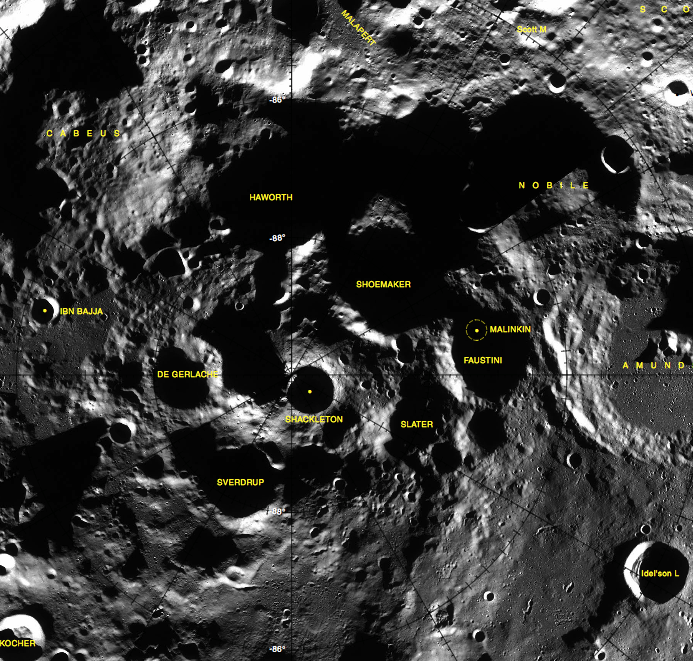 S C O
MALAPERT
Scott M
-86°
C A B E U S
N O B I L E
HAWORTH
-88°
SHOEMAKER
IBN BAJJA
MALINKIN
FAUSTINI
A M U N D
DE GERLACHE
SHACKLETON
SLATER
SVERDRUP
-88°
Idel'son L
KOCHER
-86°